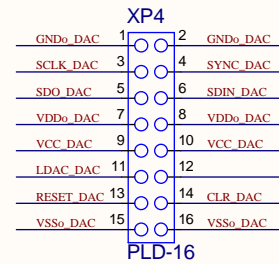 XP4
GNDo_DAC 1 2 GNDo_DAC
SCLK_DAC 3 4 SYNC_DAC
SDO_DAC 5 6 SDIN_DAC
VDDo_DAC 7 8 VDDo_DAC
VCC_DAC 9 10 VCC_DAC
LDAC_DAC 11 12
RESET_DAC 13 14 CLR_DAC
VSSo_DAC 15 16 VSSo_DAC
PLD-16